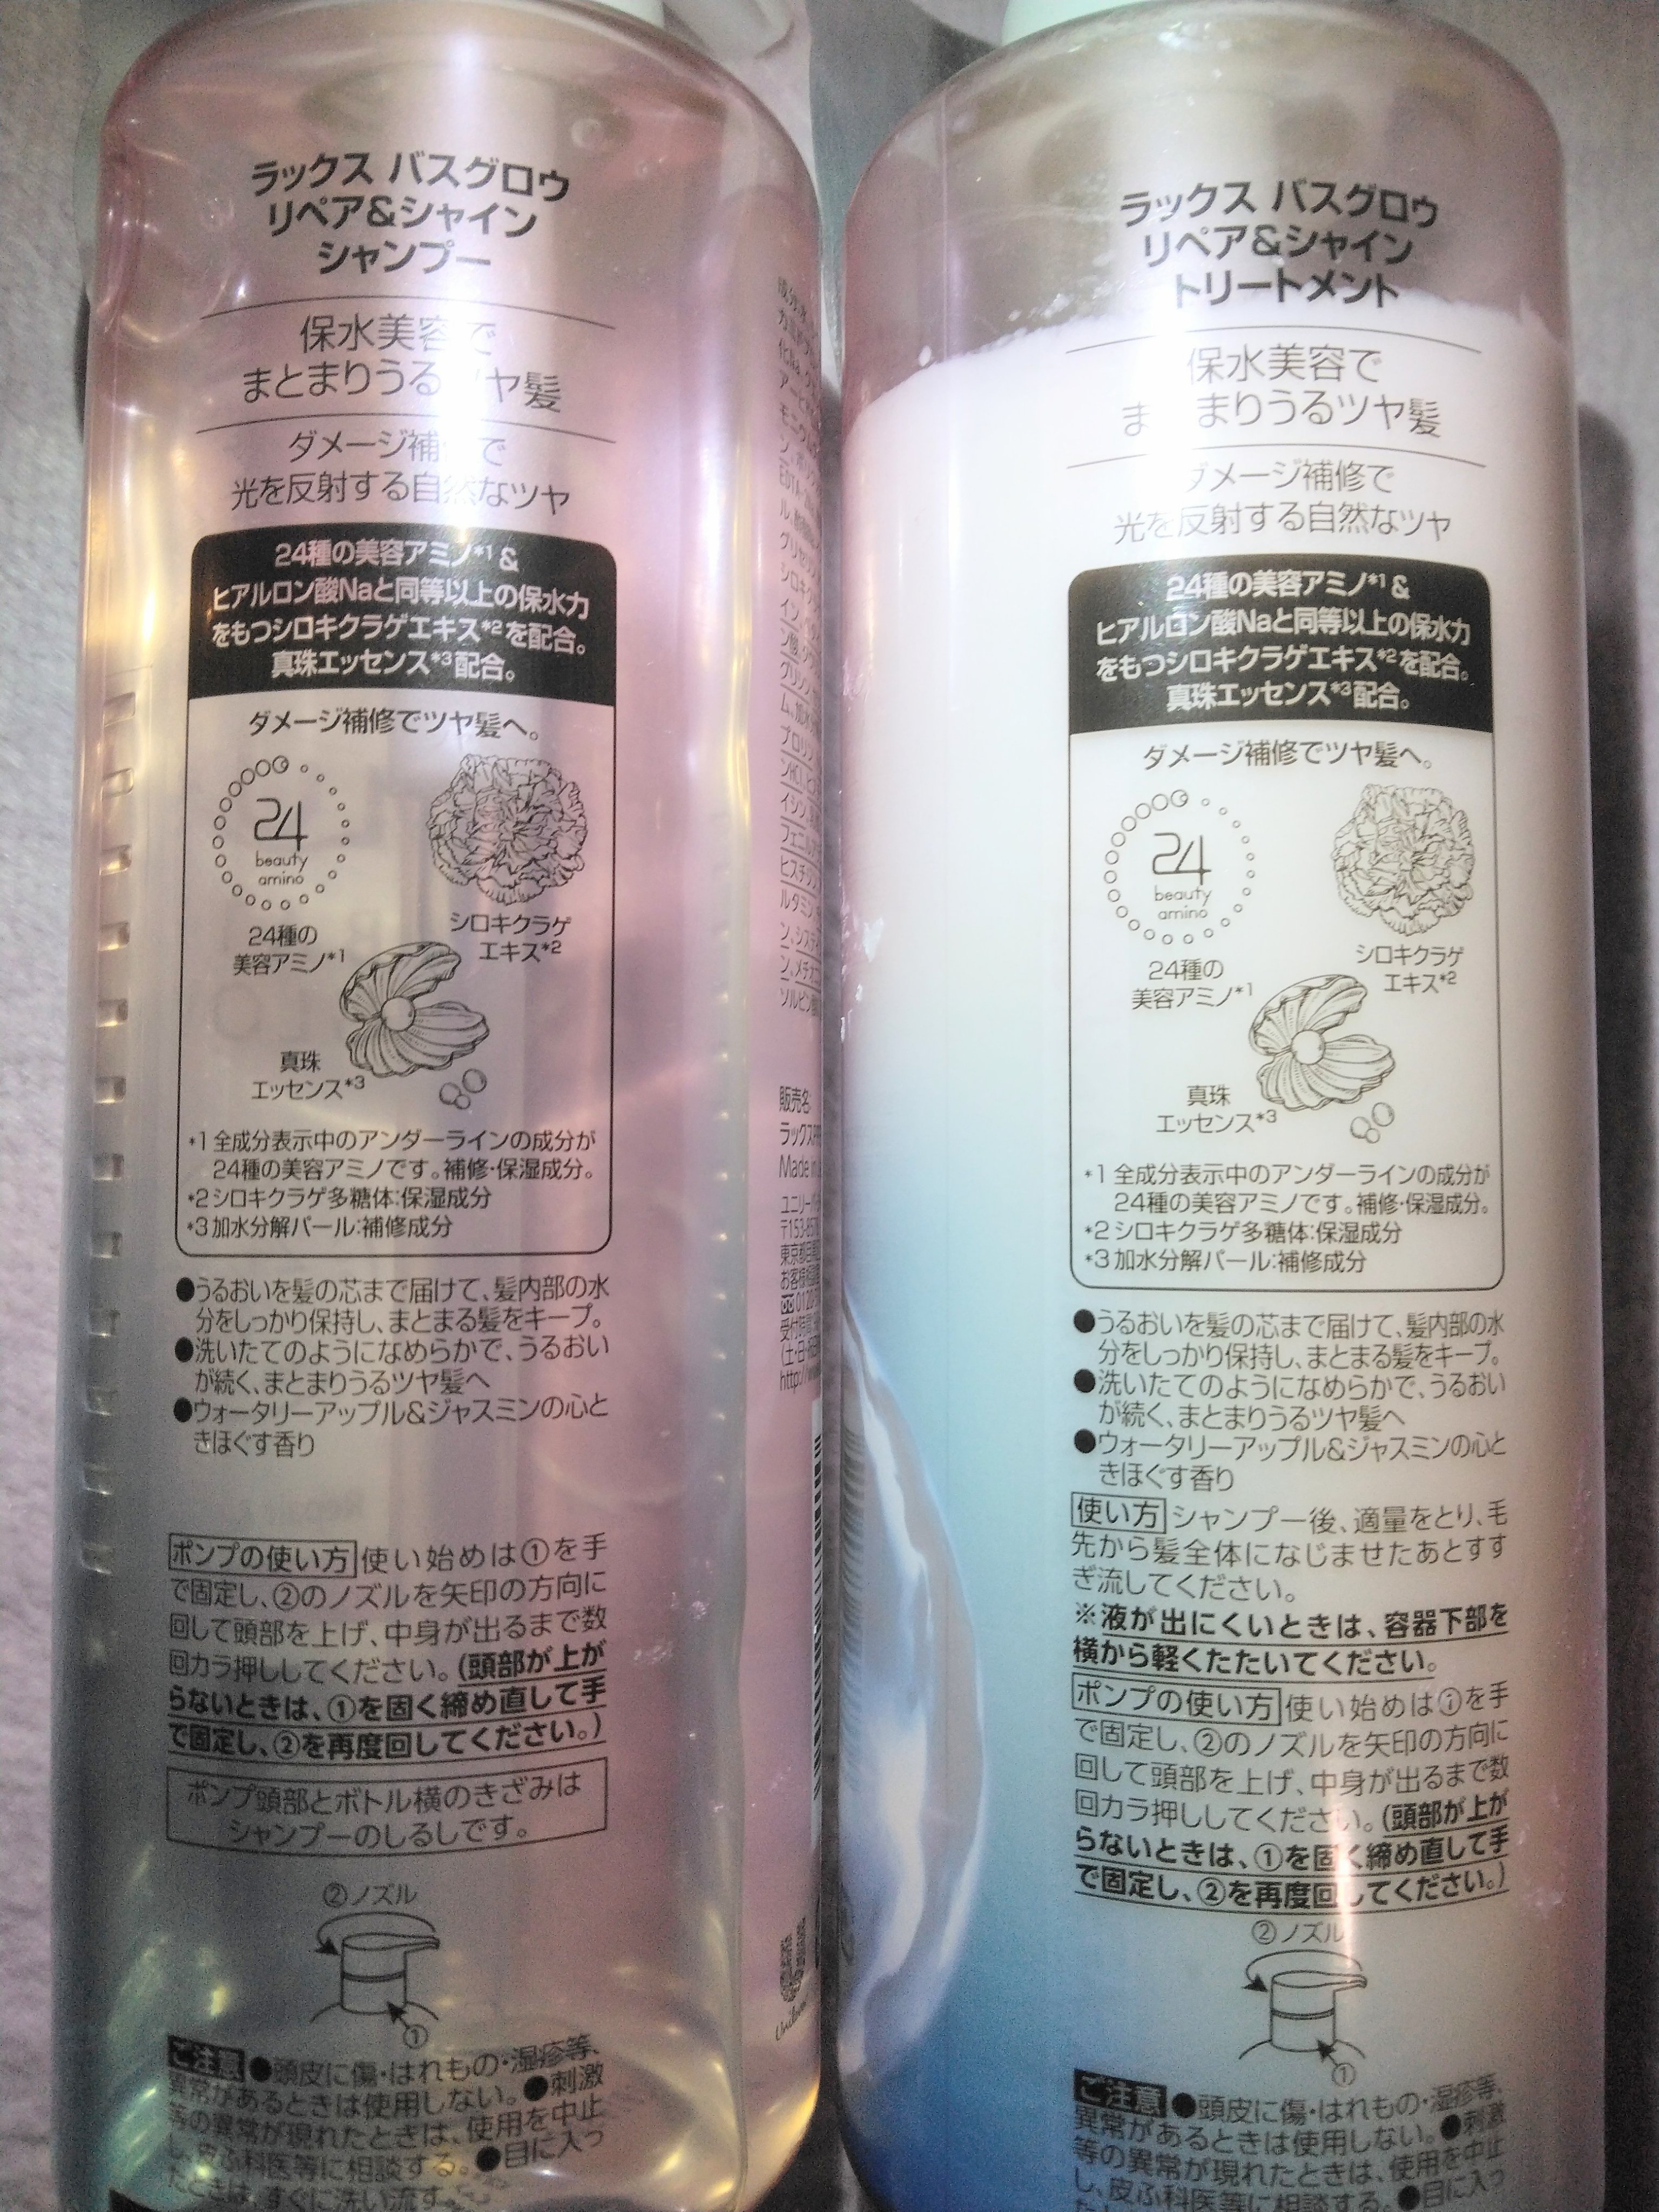 ラックス バスグロウ
リペア&シャイン
シャンプー
保水美容で
まとまりうる ツヤ髪
ダメージ補 で
光を反射する自然なツヤ
24種の美容アミノ*1&
ヒアルロン酸Naと同等以上の保水力
をもつシロキクラゲエキス*2を配合。
真珠エッセンス*3配合。
ダメージ補修でツヤ髪へ。
24
beauty
amino
24種の
美容アミノ*1
シロキクラゲ
エキス*2
真珠
エッセンス*3
*1 全成分表示中のアンダーラインの成分が
24種の美容アミノです。補修・保湿成分。
*2 シロキクラゲ多糖体:保湿成分
*3 加水分解パール:補修成分
●うるおいを髪の芯まで届けて、髪内部の水
分をしっかり保持し、まとまる髪をキープ。
●洗いたてのようになめらかで、うるおい
が続く、まとまりうるツヤ髪へ
●ウォータリーアップル&ジャスミンの心と
きほぐす香り
ポンプの使い方 使い始めは①を手
で固定し、②のノズルを矢印の方向に
回して頭部を上げ、中身が出るまで数
回カラ押ししてください。(頭部が上が
らないときは、①を固く締め直して手
で固定し、②を再度回してください。)
ポンプ頭部とボトル横のきざみは
シャンプーのしるしです。
②ノズル
①
ご注意 ●頭皮に傷・はれもの・湿疹等、
異常があるときは使用しない。●刺激
等の異常が現れたときは、使用を中止
し、皮ふ科医等に相談する。●目に入っ
たときは、すぐに洗い流す
販売名
ラックス
Made in
ユニリー
〒153-857
東京都目黒
お客様相談
0120
受付時間
(土・日・
http://
ラックス バスグロウ
リペア&シャイン
トリートメント
保水美容で
ま まりうるツヤ髪
ダメージ補修で
光を反射する自然なツヤ
24種の美容アミノ*1&
ヒアルロン酸Naと同等以上の保水力
をもつシロキクラゲエキス*2を配合。
真珠エッセンス*3配合。
ダメージ補修でツヤ髪へ。
24
beauty
amino
24種の
美容アミノ*1
シロキクラゲ
エキス*2
真珠
エッセンス*3
*1 全成分表示中のアンダーラインの成分が
24種の美容アミノです。補修・保湿成分。
*2 シロキクラゲ多糖体:保湿成分
*3 加水分解パール:補修成分
●うるおいを髪の芯まで届けて、髪内部の水
分をしっかり保持し、まとまる髪をキープ。
●洗いたてのようになめらかで、うるおい
が続く、まとまりうるツヤ髪へ
●ウォータリーアップル&ジャスミンの心と
きほぐす香り
使い方 シャンプー後、適量をとり、毛
先から髪全体になじませたあとすす
ぎ流してください。
※液が出にくいときは、容器下部を
横から軽くたたいてください。
ポンプの使い方 使い始めは①を手
で固定し、②のノズルを矢印の方向に
回して頭部を上げ、中身が出るまで数
回カラ押ししてください。(頭部が上が
らないときは、①を固く締め直して手
で固定し、②を再度回してください。)
②ノズル
①
ご注意 ●頭皮に傷・はれもの・湿疹等、
異常があるときは使用しない。●刺激
等の異常が現れたときは、使用を中止
し、皮ふ科医等に相談する。●目に入っ